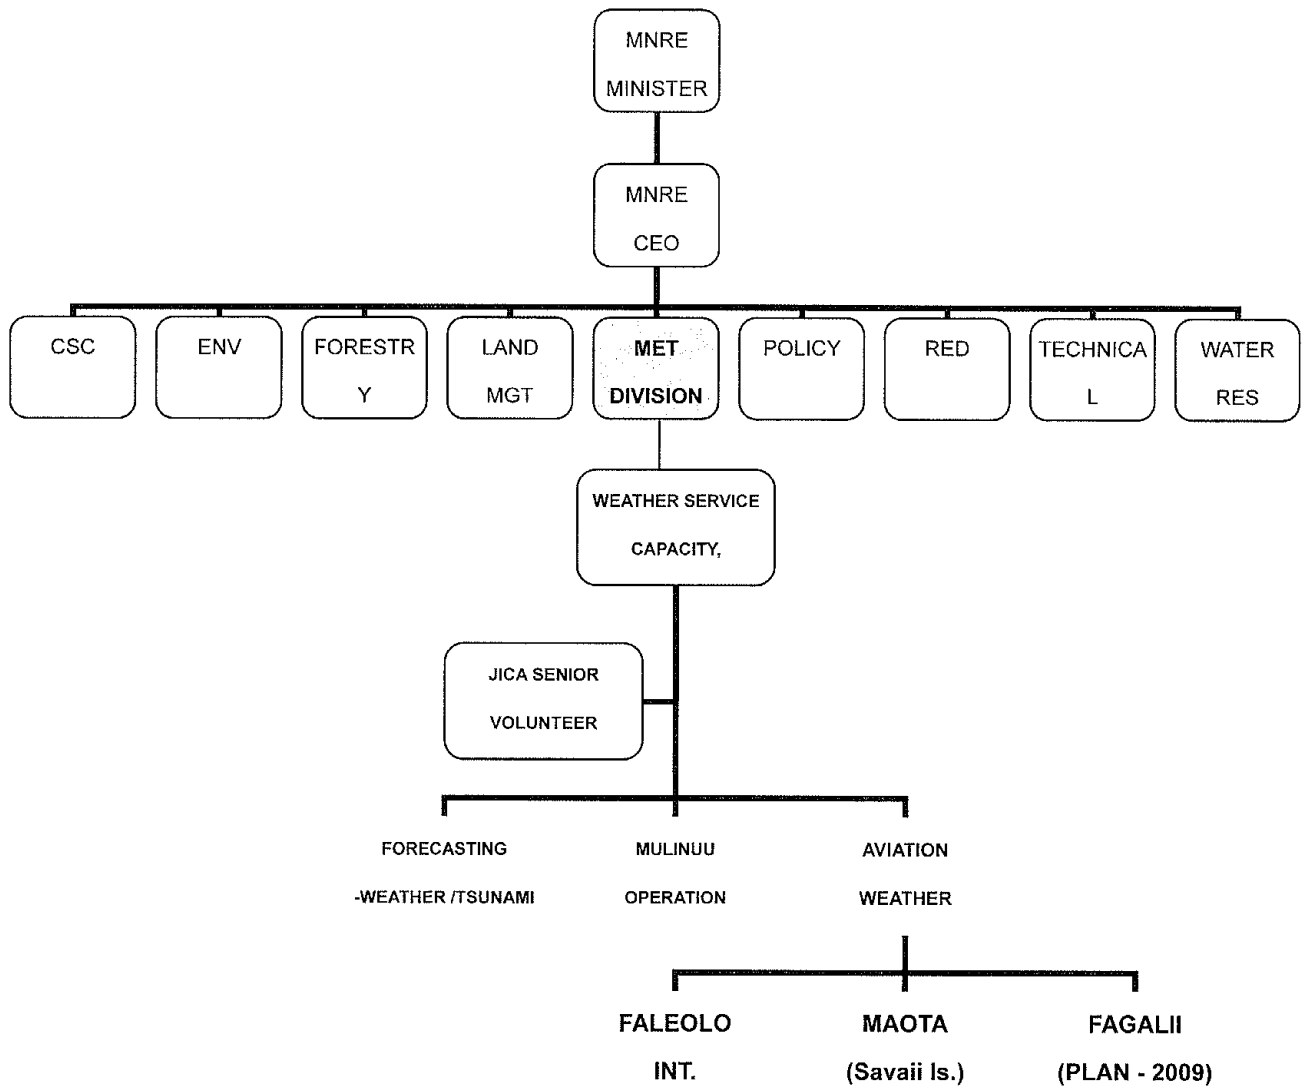 MNRE
MINISTER
MNRE
CEO
CSC
ENV
FORESTR
Y
LAND
MGT
MET
DIVISION
POLICY
RED
TECHNICA
L
WATER
RES
WEATHER SERVICE
CAPACITY,
JICA SENIOR
VOLUNTEER
FORECASTING
-WEATHER /TSUNAMI
MULINUU
OPERATION
AVIATION
WEATHER
FALEOLO
INT.
MAOTA
(Savaii Is.)
FAGALII
(PLAN - 2009)